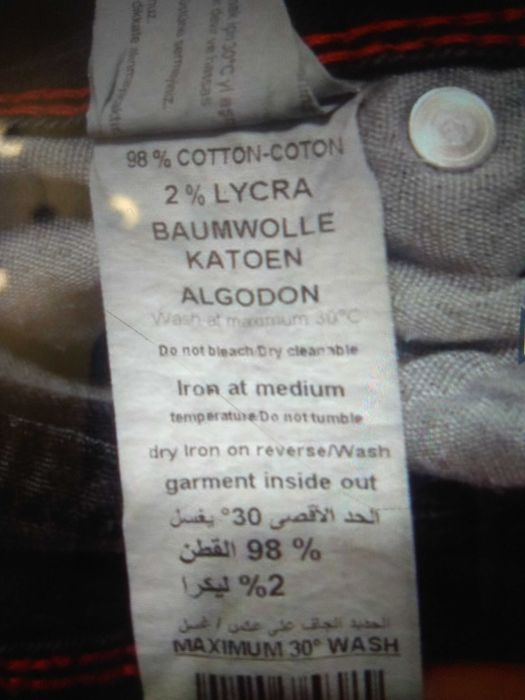 98 % COTTON-COTON
2 % LYCRA
BAUMWOLLE
KATOEN
ALGODON
Wash at maximum 30°C
Do not bleach/Dry cleanable
Iron at medium
temperature Do not tumble
dry Iron on reverse/Wash
garment inside out
الحد الأقصى 30° يغسل
% 98 القطن
2% ليكرا
MAXIMUM 30° WASH